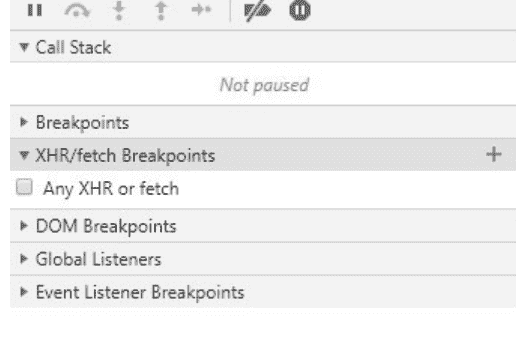 Call Stack
Not paused
Breakpoints
XHR/fetch Breakpoints
Any XHR or fetch
DOM Breakpoints
Global Listeners
Event Listener Breakpoints